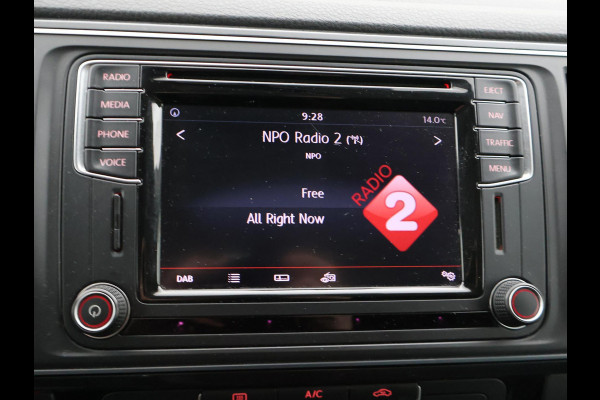 RADIO
MEDIA
PHONE
VOICE
EJECT
NAV
TRAFFIC
MENU
9:28
14.0°C
< NPO Radio 2 >
NPO
Free
All Right Now
RADIO
2
DAB
A/C